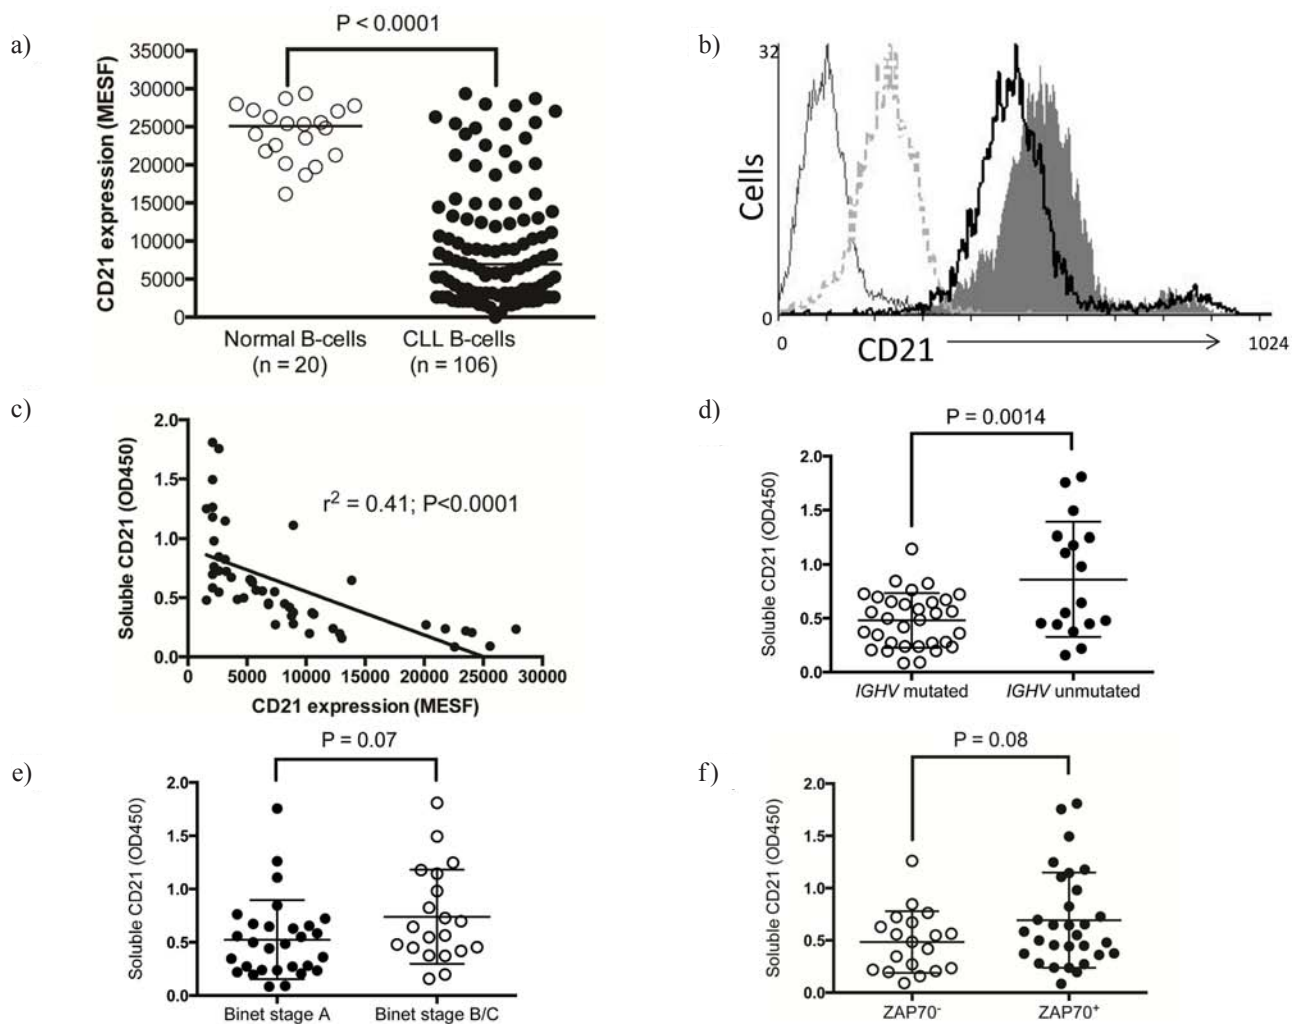 a)
P < 0.0001
CD21 expression (MESF)
35000
30000
25000
20000
15000
10000
5000
0
Normal B-cells
(n = 20)
CLL B-cells
(n = 106)
b)
Cells
32
0
0
CD21
1024
c)
Soluble CD21 (OD450)
2.0
1.5
1.0
0.5
0.0
r² = 0.41; P<0.0001
0
5000
10000
15000
20000
25000
30000
CD21 expression (MESF)
d)
P = 0.0014
Soluble CD21 (OD450)
2.0
1.5
1.0
0.5
0.0
IGHV mutated
IGHV unmutated
e)
P = 0.07
Soluble CD21 (OD450)
2.0
1.5
1.0
0.5
0.0
Binet stage A
Binet stage B/C
f)
P = 0.08
Soluble CD21 (OD450)
2.0
1.5
1.0
0.5
0.0
ZAP70⁻
ZAP70⁺